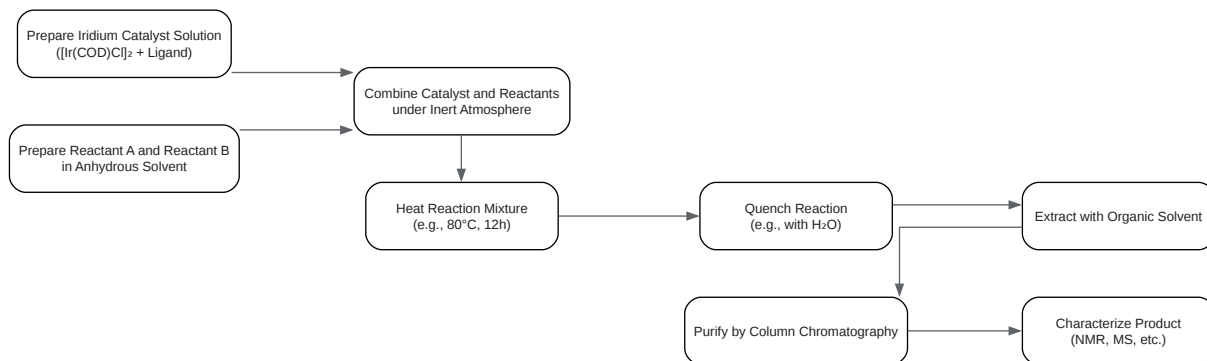 Prepare Iridium Catalyst Solution
([Ir(COD)Cl]₂ + Ligand)
Combine Catalyst and Reactants
under Inert Atmosphere
Prepare Reactant A and Reactant B
in Anhydrous Solvent
Heat Reaction Mixture
(e.g., 80°C, 12h)
Quench Reaction
(e.g., with H₂O)
Extract with Organic Solvent
Purify by Column Chromatography
Characterize Product
(NMR, MS, etc.)